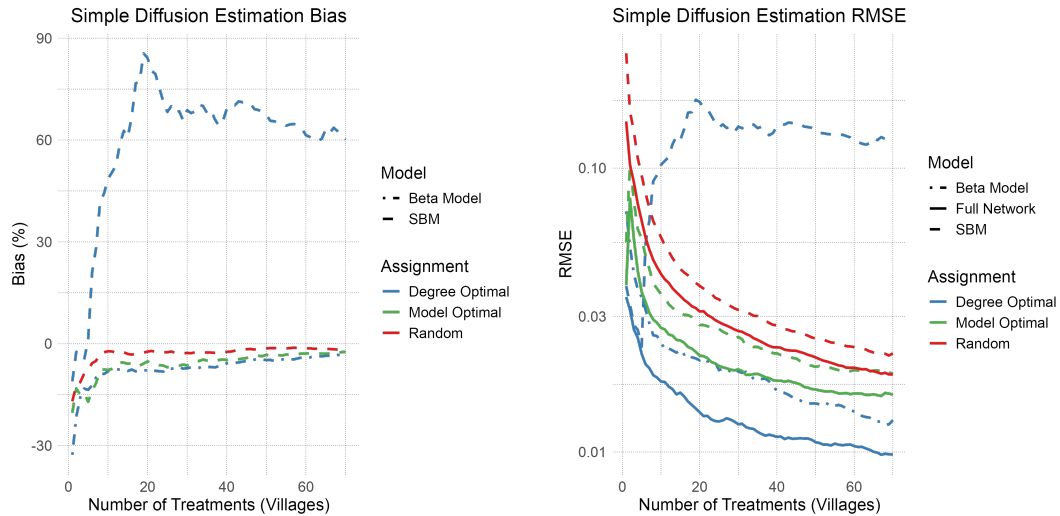 Simple Diffusion Estimation Bias
90
60
30
0
-30
Bias (%)
0 20 40 60
Number of Treatments (Villages)
Model
Beta Model
SBM
Assignment
Degree Optimal
Model Optimal
Random
Simple Diffusion Estimation RMSE
0.10
0.03
0.01
RMSE
0 20 40 60
Number of Treatments (Villages)
Model
Beta Model
Full Network
SBM
Assignment
Degree Optimal
Model Optimal
Random